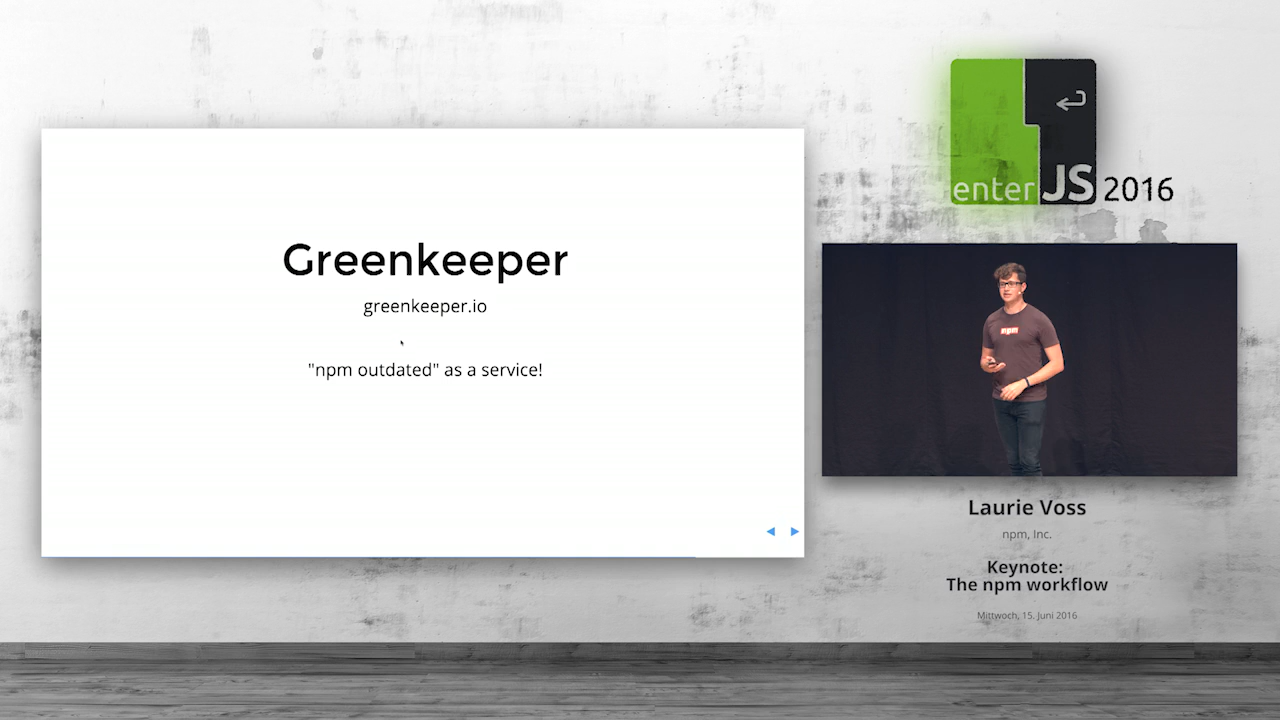 Greenkeeper
greenkeeper.io
"npm outdated" as a service!
enter JS 2016
npm
Laurie Voss
npm, Inc.
Keynote:
The npm workflow
Mittwoch, 15. Juni 2016